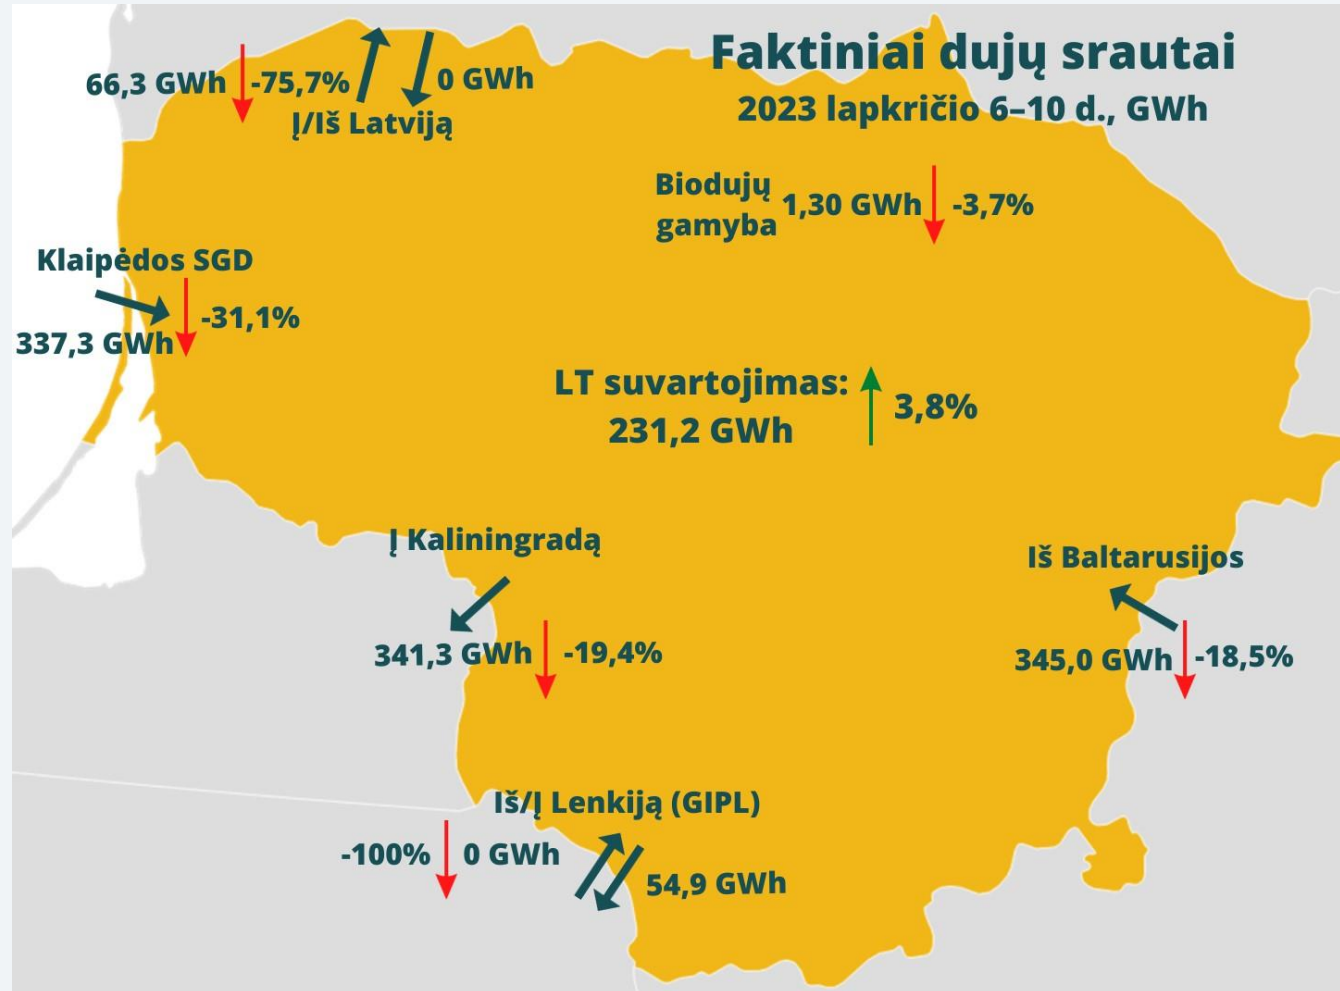 Faktiniai dujų srautai
2023 lapkričio 6–10 d., GWh
66,3 GWh
-75,7%
0 GWh
Į/Iš Latviją
Biodujų
gamyba
1,30 GWh
-3,7%
Klaipėdos SGD
-31,1%
337,3 GWh
LT suvartojimas:
231,2 GWh
3,8%
Į Kaliningradą
341,3 GWh
-19,4%
Iš Baltarusijos
345,0 GWh
-18,5%
Iš/Į Lenkiją (GIPL)
-100%
0 GWh
54,9 GWh